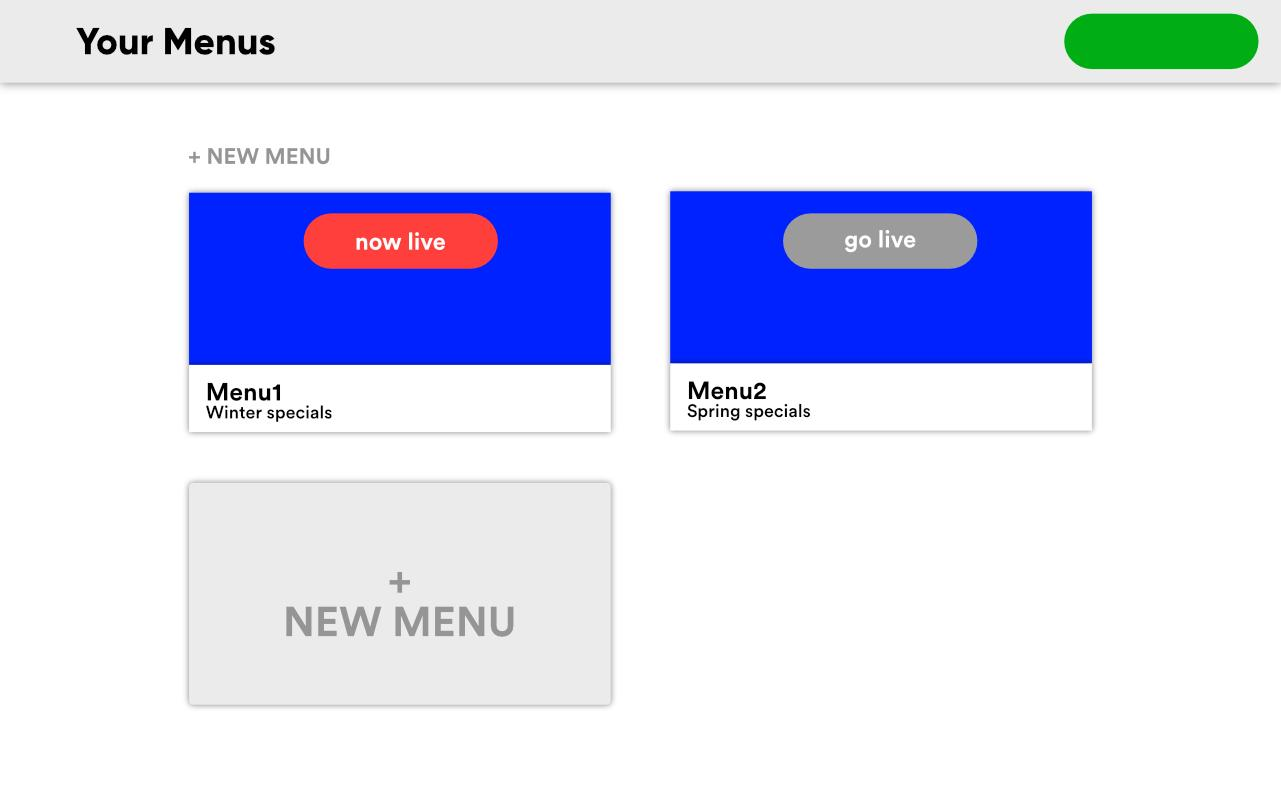 Your Menus
+ NEW MENU
now live
go live
Menu1
Winter specials
Menu2
Spring specials
+
NEW MENU